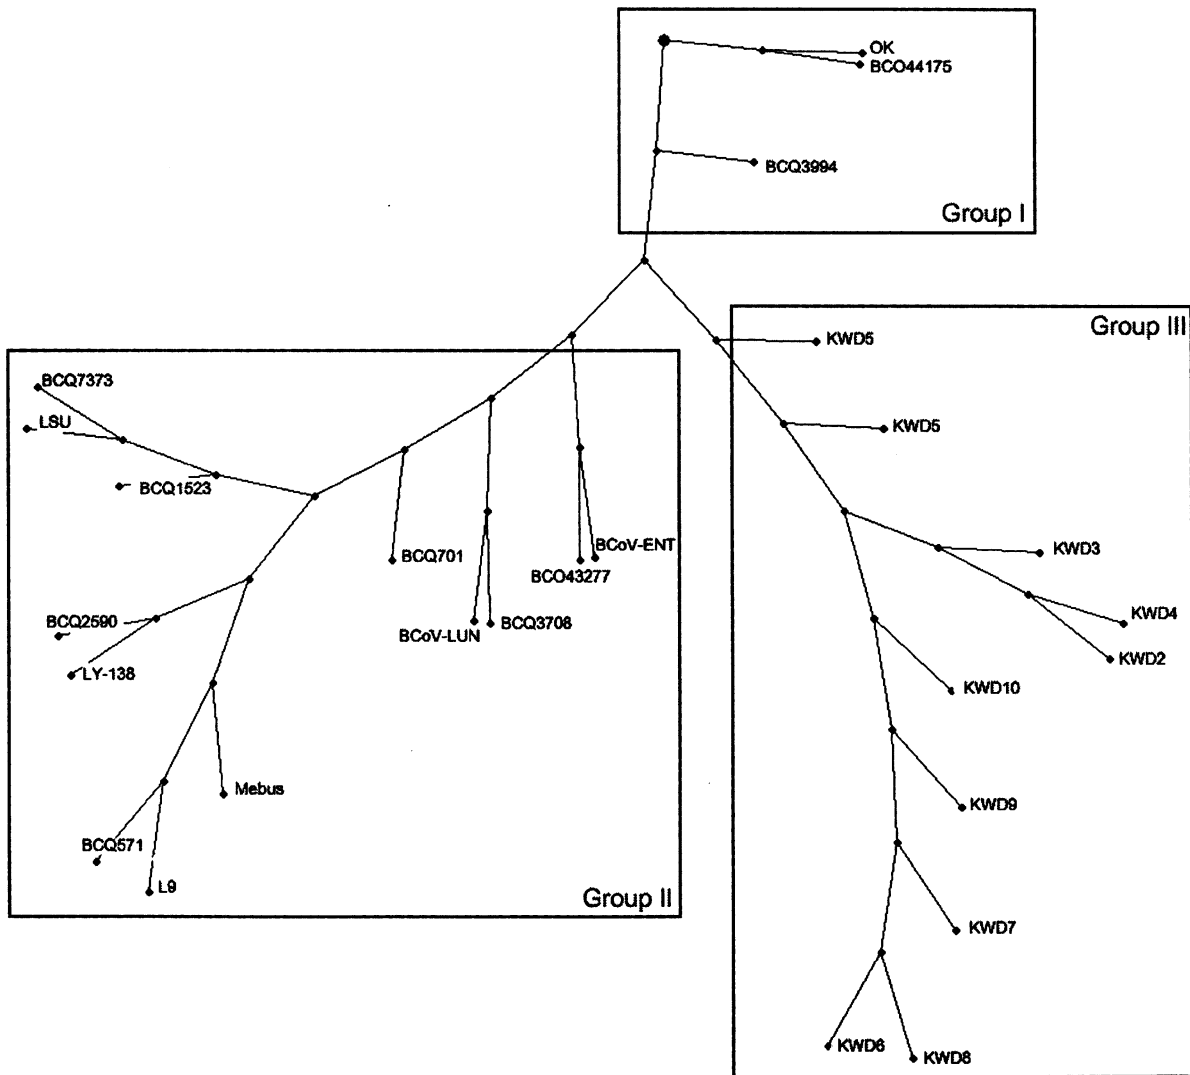 OK
BCO44175
BCQ3994
Group I
Group III
KWD5
KWD5
KWD3
KWD4
KWD2
KWD10
KWD9
KWD7
KWD6
KWD8
BCQ7373
LSU
BCQ1523
BCQ701
BCoV-ENT
BCO43277
BCQ2590
BCoV-LUN
BCQ3708
LY-138
Mebus
BCQ571
L9
Group II